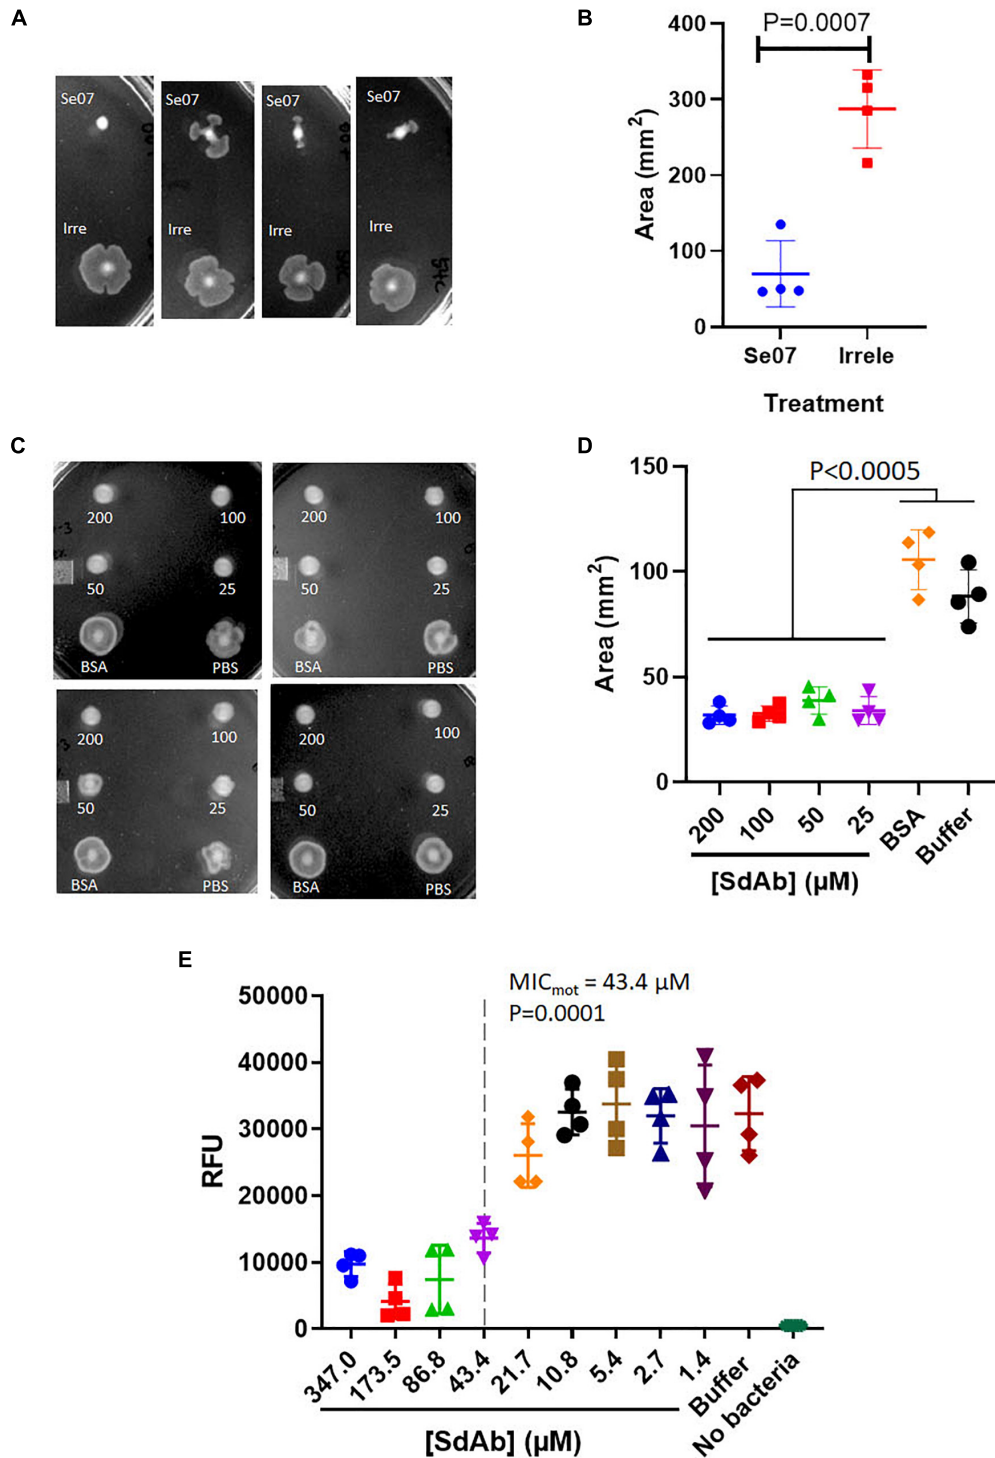 A
Se07
Se07
Se07
Se07
Irre
Irre
Irre
Irre
B
P=0.0007
400
300
200
100
0
Area (mm²)
Se07
Irrele
Treatment
C
200
100
50
25
BSA
PBS
200
100
50
25
BSA
PBS
200
100
50
25
BSA
PBS
200
100
50
25
BSA
PBS
D
P<0.0005
150
100
50
0
Area (mm²)
200
100
50
25
BSA
Buffer
[SdAb] (µM)
E
MICmot = 43.4 µM
P=0.0001
50000
40000
30000
20000
10000
0
RFU
347.0
173.5
86.8
43.4
21.7
10.8
5.4
2.7
1.4
Buffer
No bacteria
[SdAb] (µM)